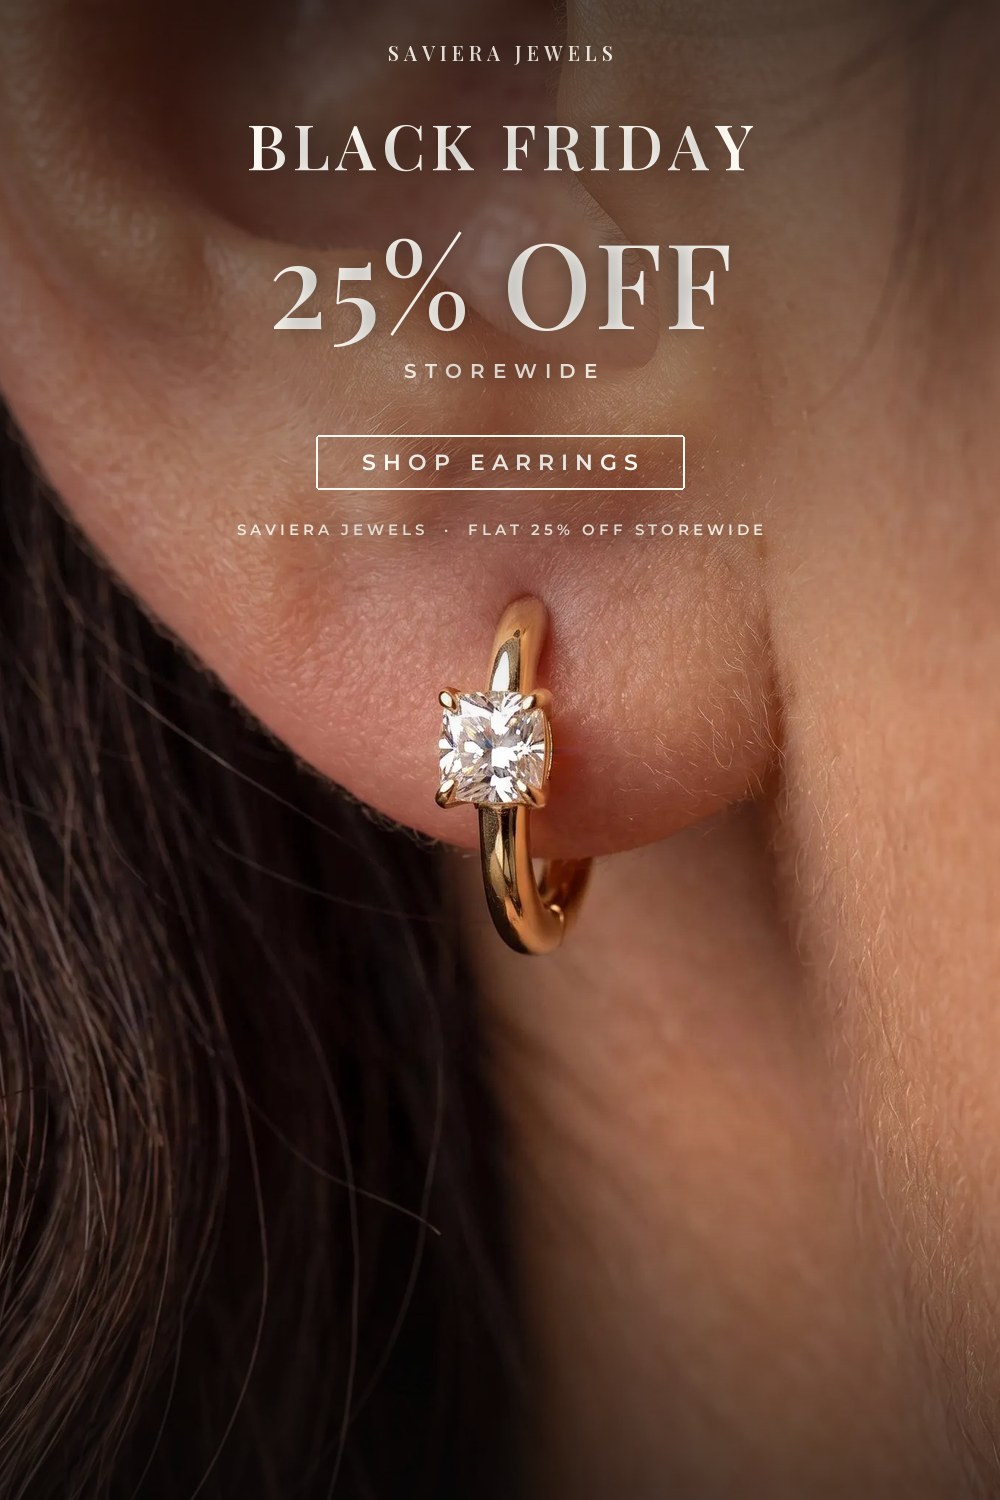 SAVIERA JEWELS
BLACK FRIDAY
25% OFF
STOREWIDE
SHOP EARRINGS
SAVIERA JEWELS · FLAT 25% OFF STOREWIDE